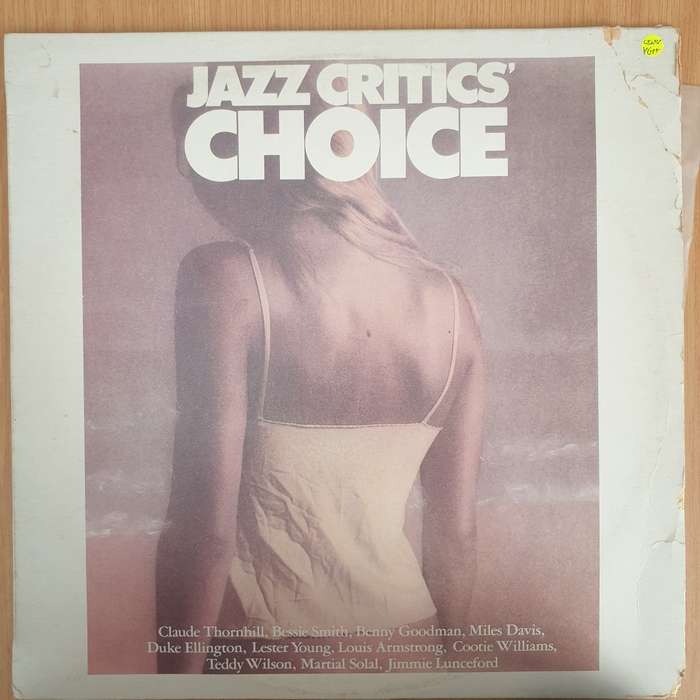 JAZZ CRITICS'
CHOICE
Claude Thornhill, Bessie Smith, Benny Goodman, Miles Davis,
Duke Ellington, Lester Young, Louis Armstrong, Cootie Williams,
Teddy Wilson, Martial Solal, Jimmie Lunceford